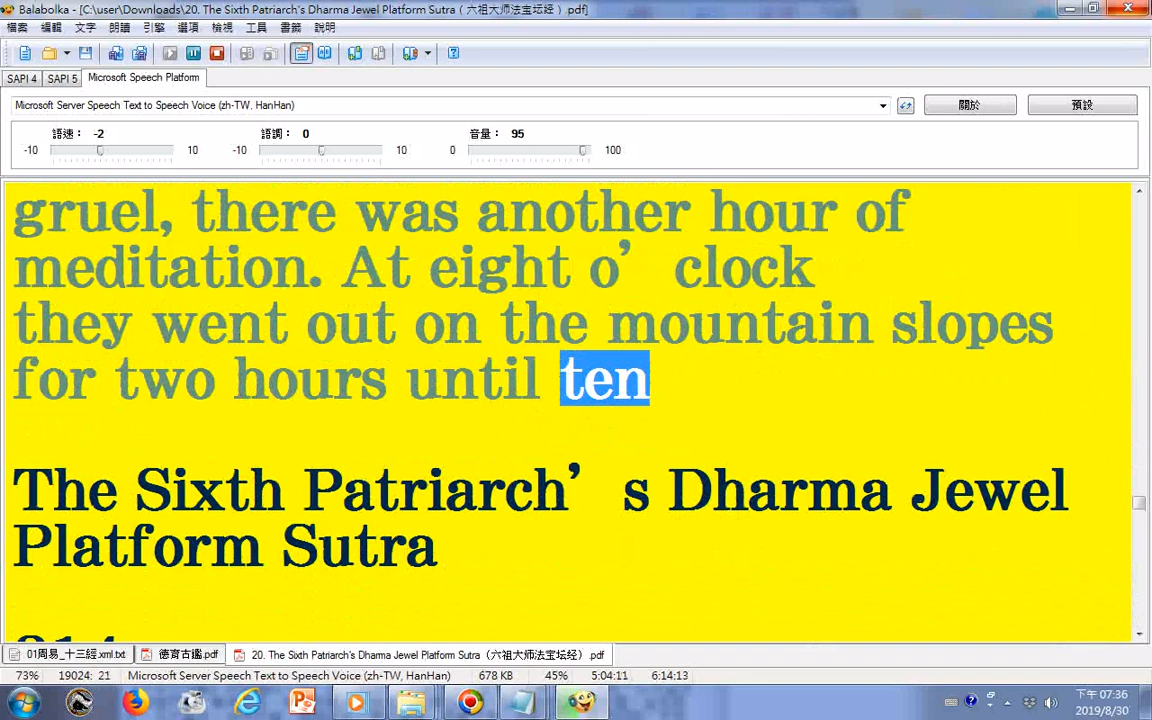 Balabolka - [C:\user\Downloads\20. The Sixth Patriarch's Dharma Jewel Platform Sutra（六祖大师法宝坛经）.pdf]
檔案 編輯 文字 朗讀 引擎 選項 檢視 工具 書籤 說明
SAPI 4 SAPI 5 Microsoft Speech Platform
Microsoft Server Speech Text to Speech Voice (zh-TW, HanHan) 關於 預設
語速： -2 語調： 0 音量： 95
-10 10 -10 10 0 100
gruel, there was another hour of
meditation. At eight o’ clock
they went out on the mountain slopes
for two hours until ten
The Sixth Patriarch’ s Dharma Jewel
Platform Sutra
01周易_十三經.xml.txt 德育古鑑.pdf 20. The Sixth Patriarch's Dharma Jewel Platform Sutra（六祖大师法宝坛经）.pdf
73% 19024: 21 Microsoft Server Speech Text to Speech Voice (zh-TW, HanHan) 678 KB 45% 5:04:11 6:14:13
下午 07:36
2019/8/30